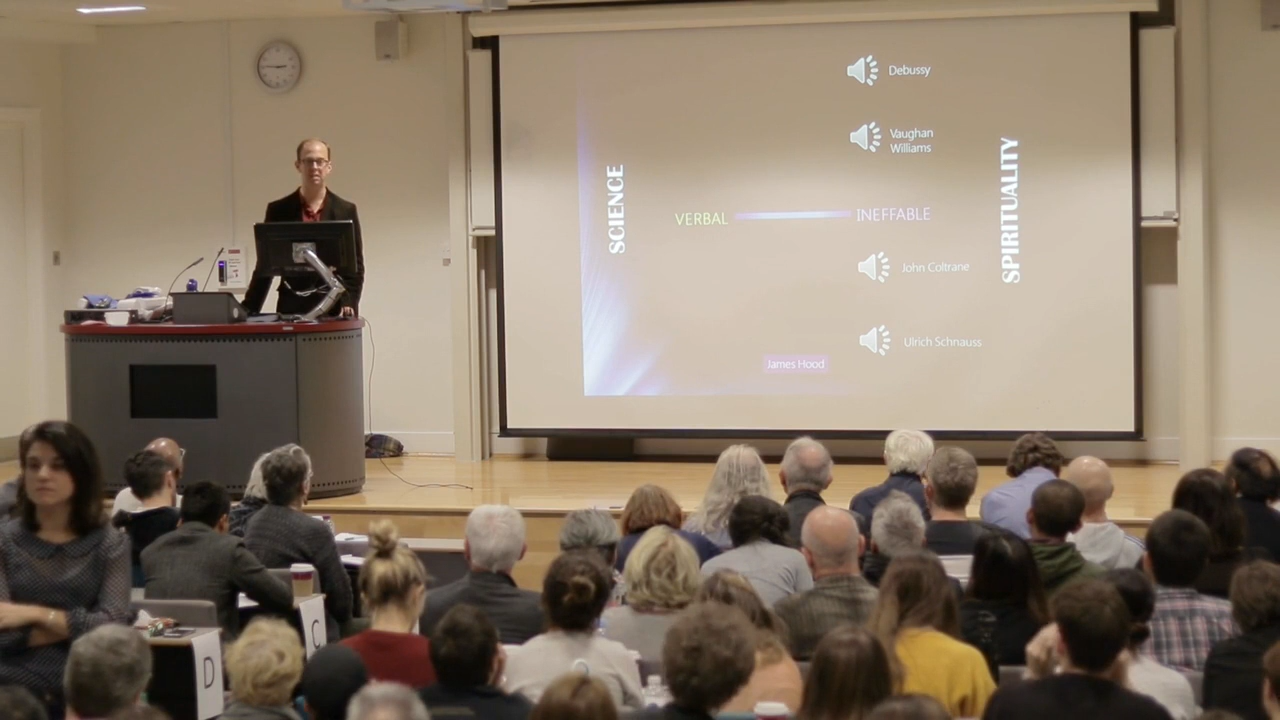 Debussy
Vaughan
Williams
SCIENCE
SPIRITUALITY
VERBAL
INEFFABLE
John Coltrane
Ulrich Schnauss
James Hood
C
D